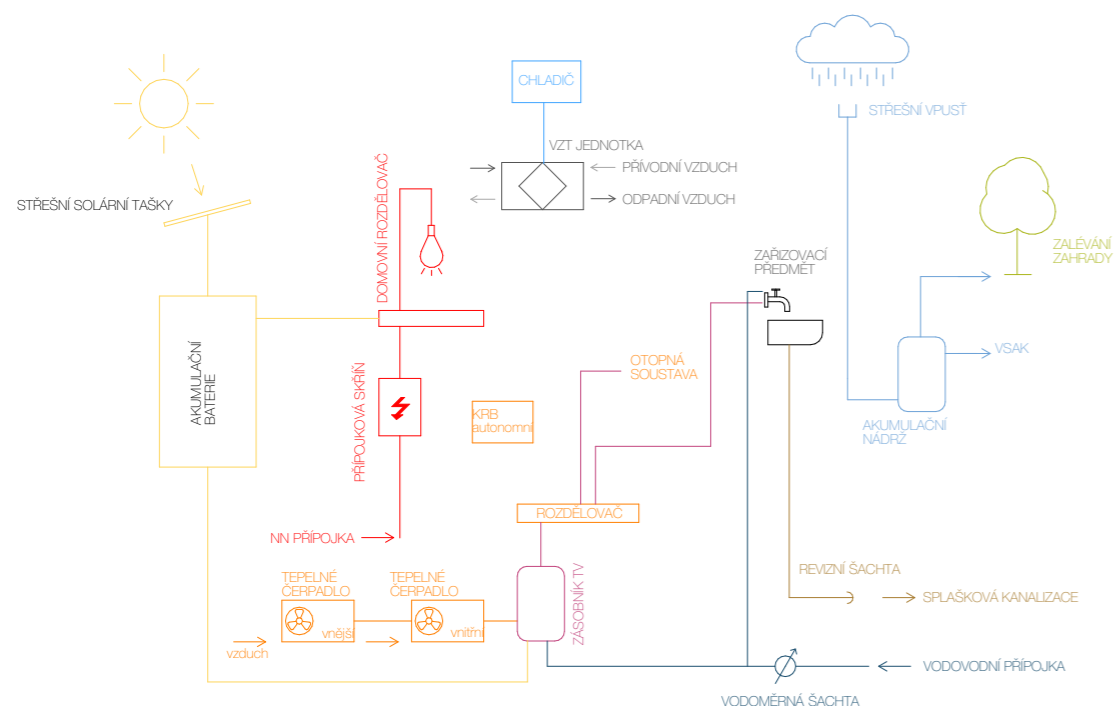 CHLADIČ
STŘEŠNÍ VPUSŤ
VZT JEDNOTKA
PŘÍVODNÍ VZDUCH
ODPADNÍ VZDUCH
STŘEŠNÍ SOLÁRNÍ TAŠKY
DOMOVNÍ ROZDĚLOVAČ
ZALÉVÁNÍ
ZAHRADY
ZAŘIZOVACÍ
PŘEDMĚT
AKUMULAČNÍ
BATERIE
VSAK
OTOPNÁ
SOUSTAVA
PŘÍPOJKOVÁ SKŘÍŇ
KRB
autonomní
AKUMULAČNÍ
NÁDRŽ
ROZDĚLOVAČ
NN PŘÍPOJKA
TEPELNÉ
ČERPADLO
vnější
TEPELNÉ
ČERPADLO
vnitřní
vzduch
ZÁSOBNÍK TV
REVIZNÍ ŠACHTA
SPLAŠKOVÁ KANALIZACE
VODOVODNÍ PŘÍPOJKA
VODOMĚRNÁ ŠACHTA